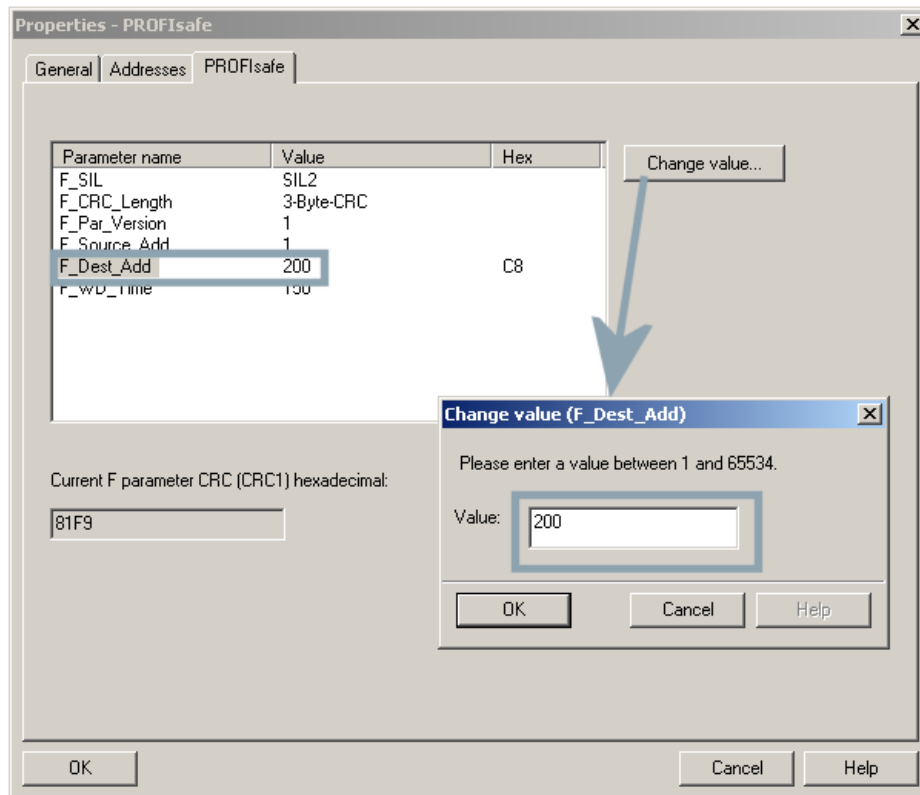 Properties - PROFIsafe
General Addresses PROFIsafe
Parameter name Value Hex
F_SIL SIL2
F_CRC_Length 3-Byte-CRC
F_Par_Version 1
F_Source_Add 1
F_Dest_Add 200 C8
F_WD_Time 150
Change value...
Current F parameter CRC (CRC1) hexadecimal:
81F9
Change value (F_Dest_Add)
Please enter a value between 1 and 65534.
Value: 200
OK Cancel Help
OK Cancel Help